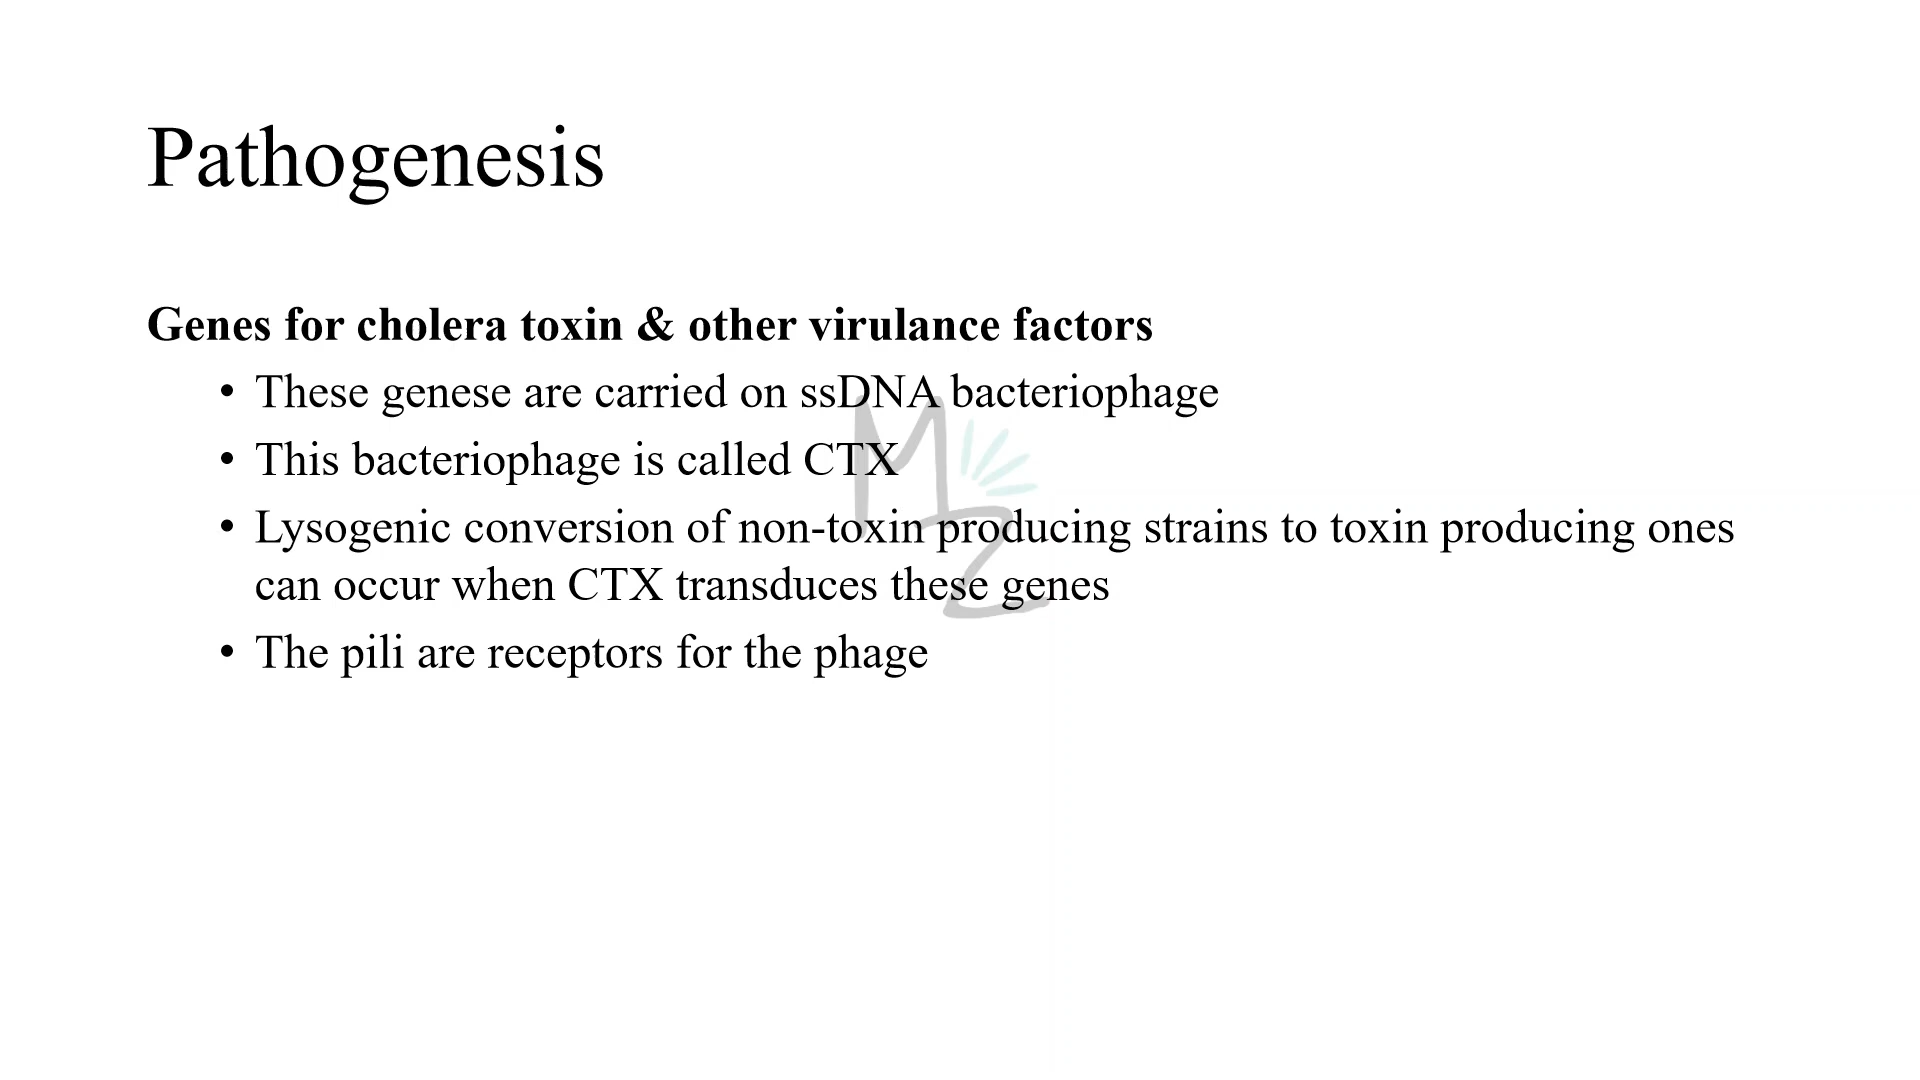 Pathogenesis
Genes for cholera toxin & other virulance factors
• These genese are carried on ssDNA bacteriophage
• This bacteriophage is called CTX
• Lysogenic conversion of non-toxin producing strains to toxin producing ones
can occur when CTX transduces these genes
• The pili are receptors for the phage
MZ